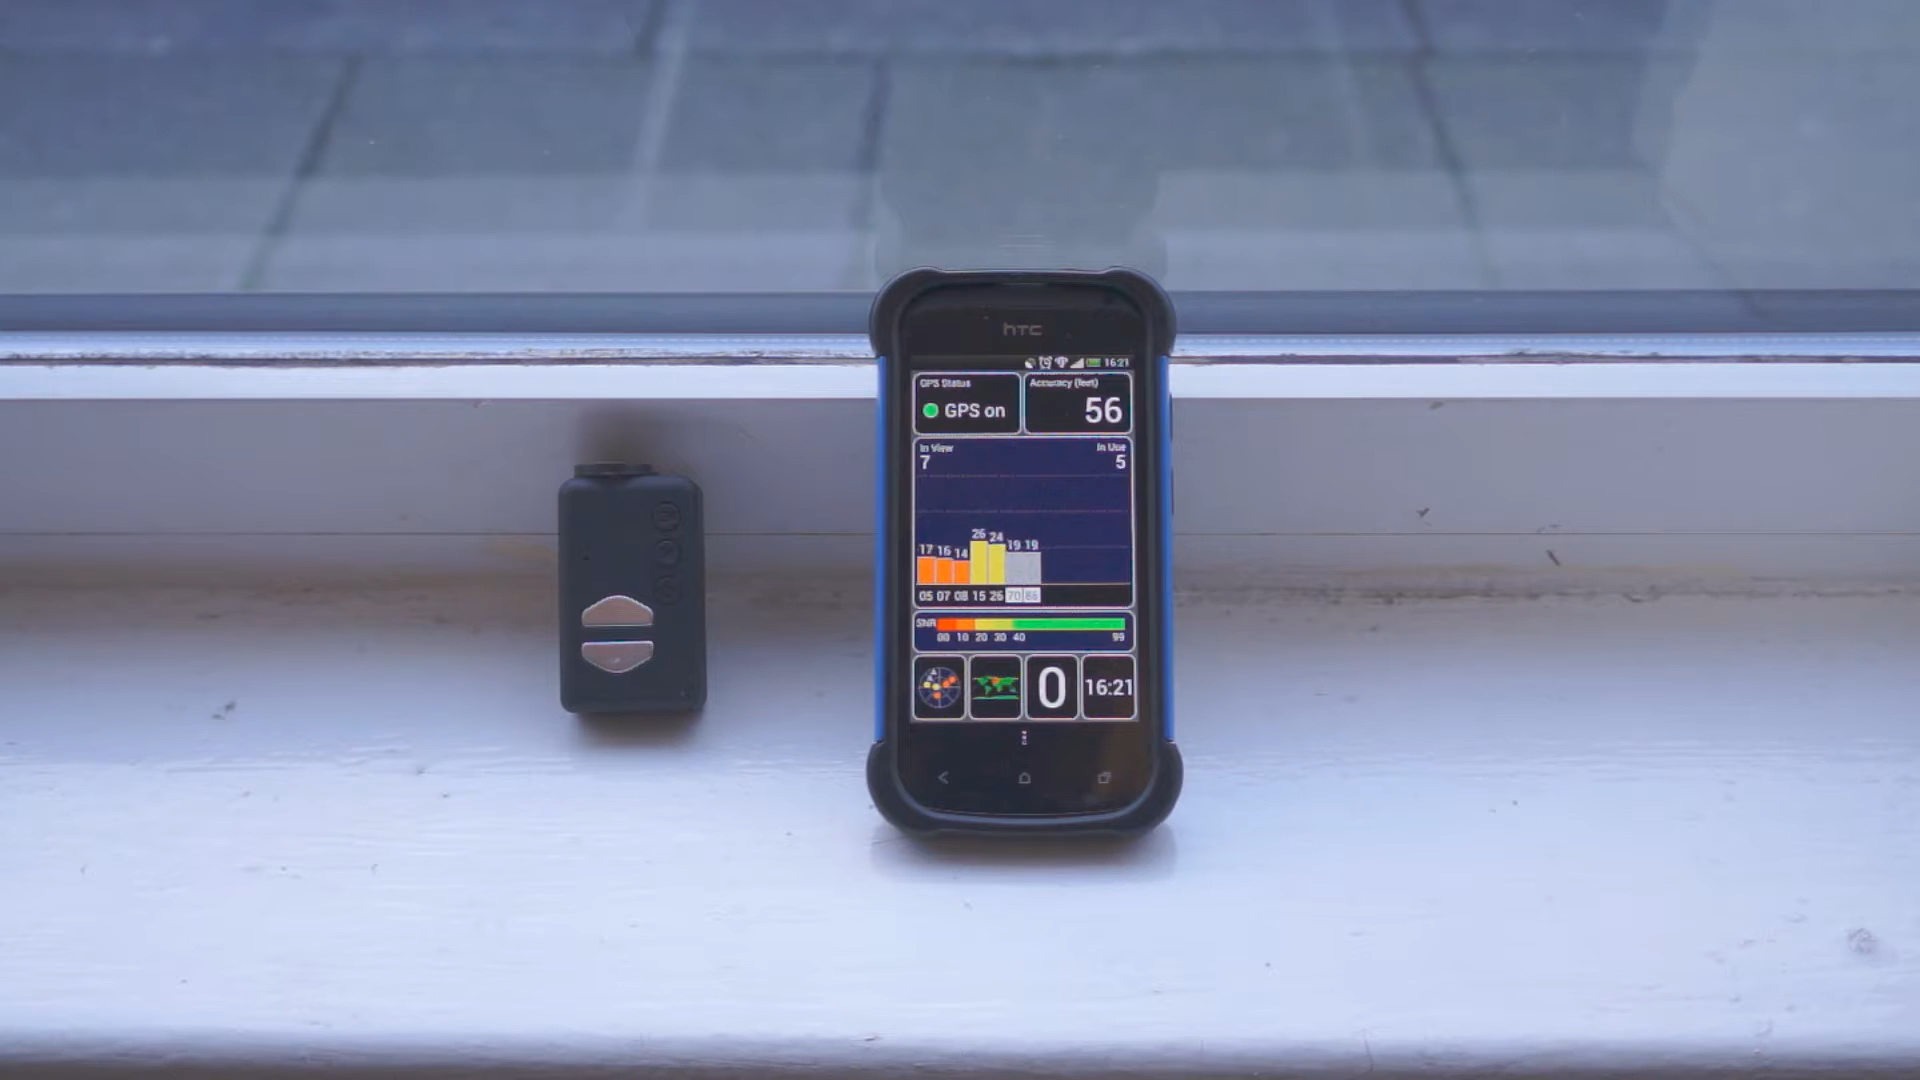 htc
16:21
GPS Status
Accuracy (feet)
GPS on
56
In View
In Use
7
5
17 16 14 26 24 19 19
05 07 08 15 26 70 86
SNR
00 10 20 30 40 99
0
16:21